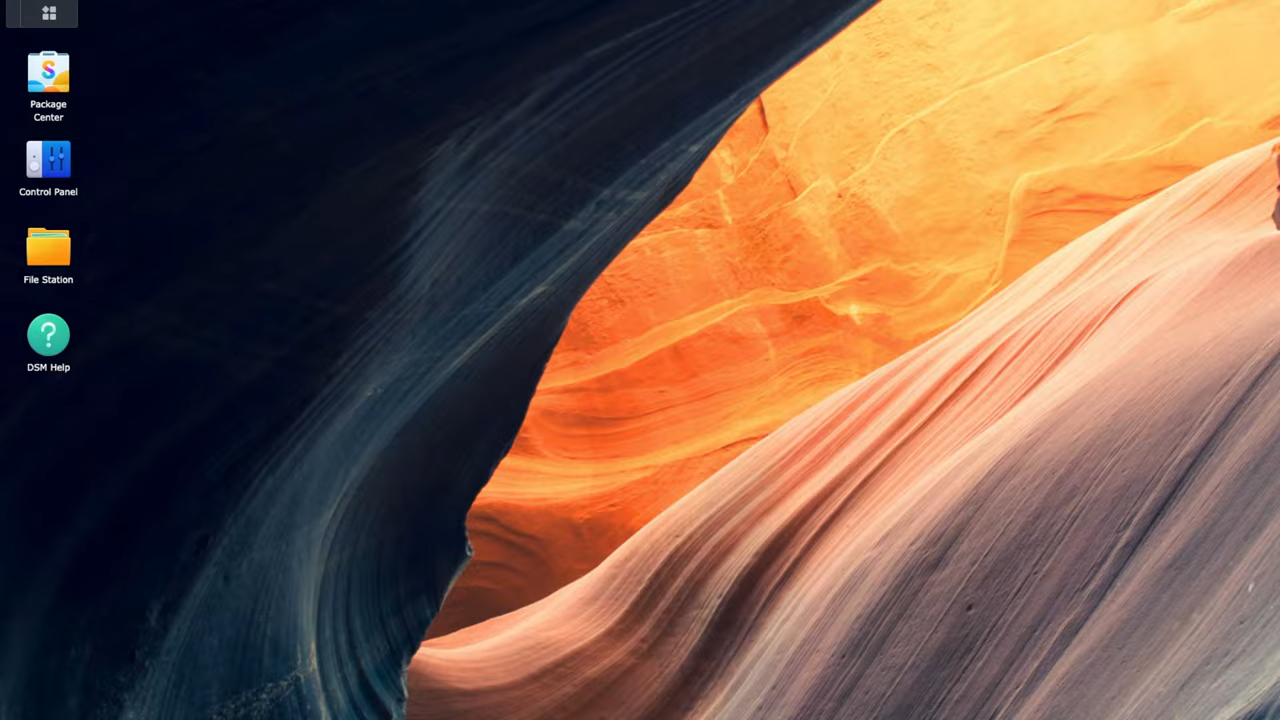 Package
Center
Control Panel
File Station
DSM Help